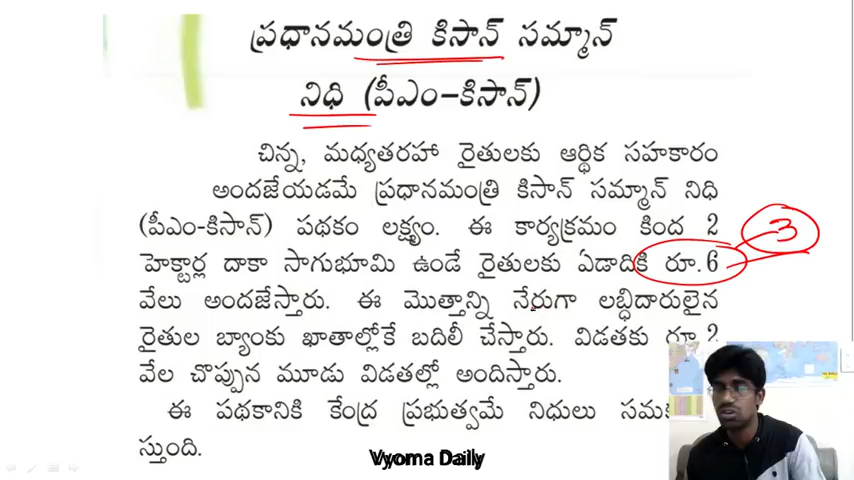 ప్రధానమంత్రి కిసాన్ సమ్మాన్
నిధి (పీఎం-కిసాన్)
చిన్న, మధ్యతరహా రైతులకు ఆర్థిక సహకారం
అందజేయడమే ప్రధానమంత్రి కిసాన్ సమ్మాన్ నిధి
(పీఎం-కిసాన్) పథకం లక్ష్యం. ఈ కార్యక్రమం కింద 2
3
హెక్టార్ల దాకా సాగుభూమి ఉండే రైతులకు ఏడాదికి రూ.6
వేలు అందజేస్తారు. ఈ మొత్తాన్ని నేరుగా లబ్ధిదారులైన
రైతుల బ్యాంకు ఖాతాల్లోకే బదిలీ చేస్తారు. విడతకు రూ.2
వేల చొప్పున మూడు విడతల్లో అందిస్తారు.
ఈ పథకానికి కేంద్ర ప్రభుత్వమే నిధులు
స్తుంది.
Vyoma Daily